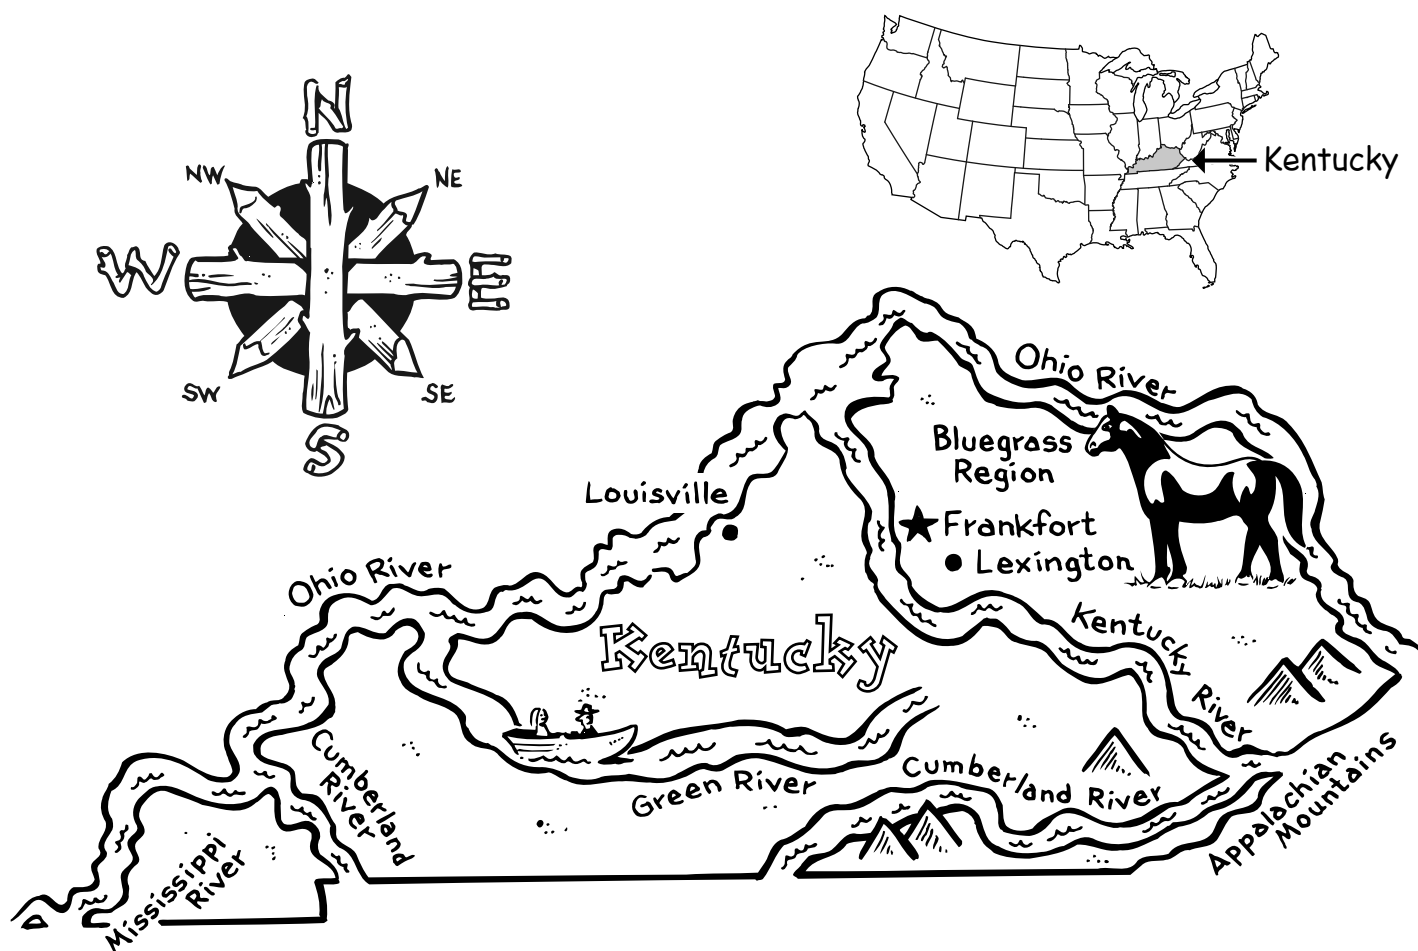 N
NW
NE
W
E
SW
SE
S
Kentucky
Ohio River
Bluegrass
Region
Louisville
Frankfort
Lexington
Ohio River
Kentucky
Kentucky River
Cumberland
River
Green River
Cumberland River
Appalachian
Mountains
Mississippi
River